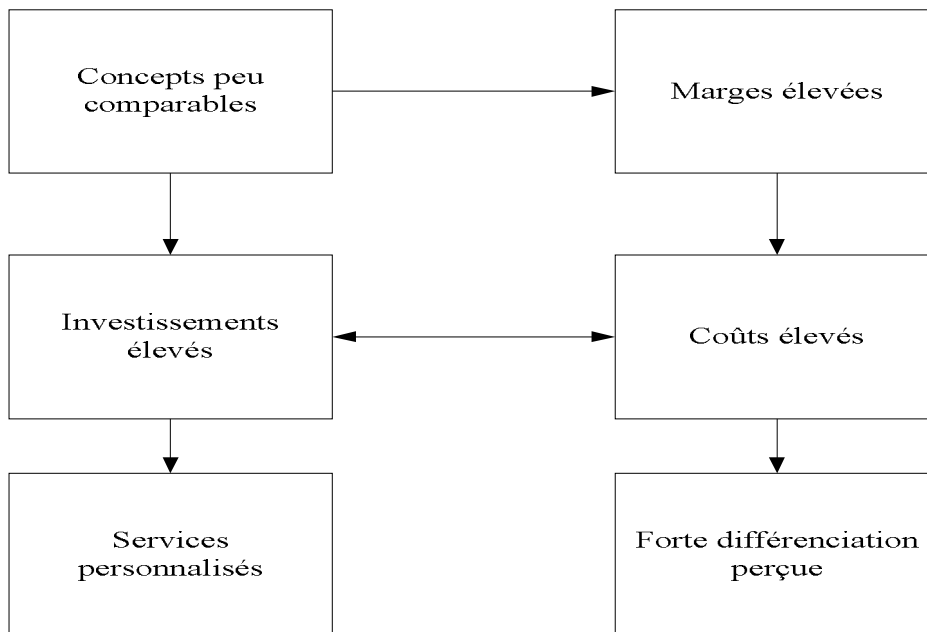 Concepts peu
comparables
Marges élevées
Investissements
élevés
Coûts élevés
Services
personnalisés
Forte différenciation
perçue